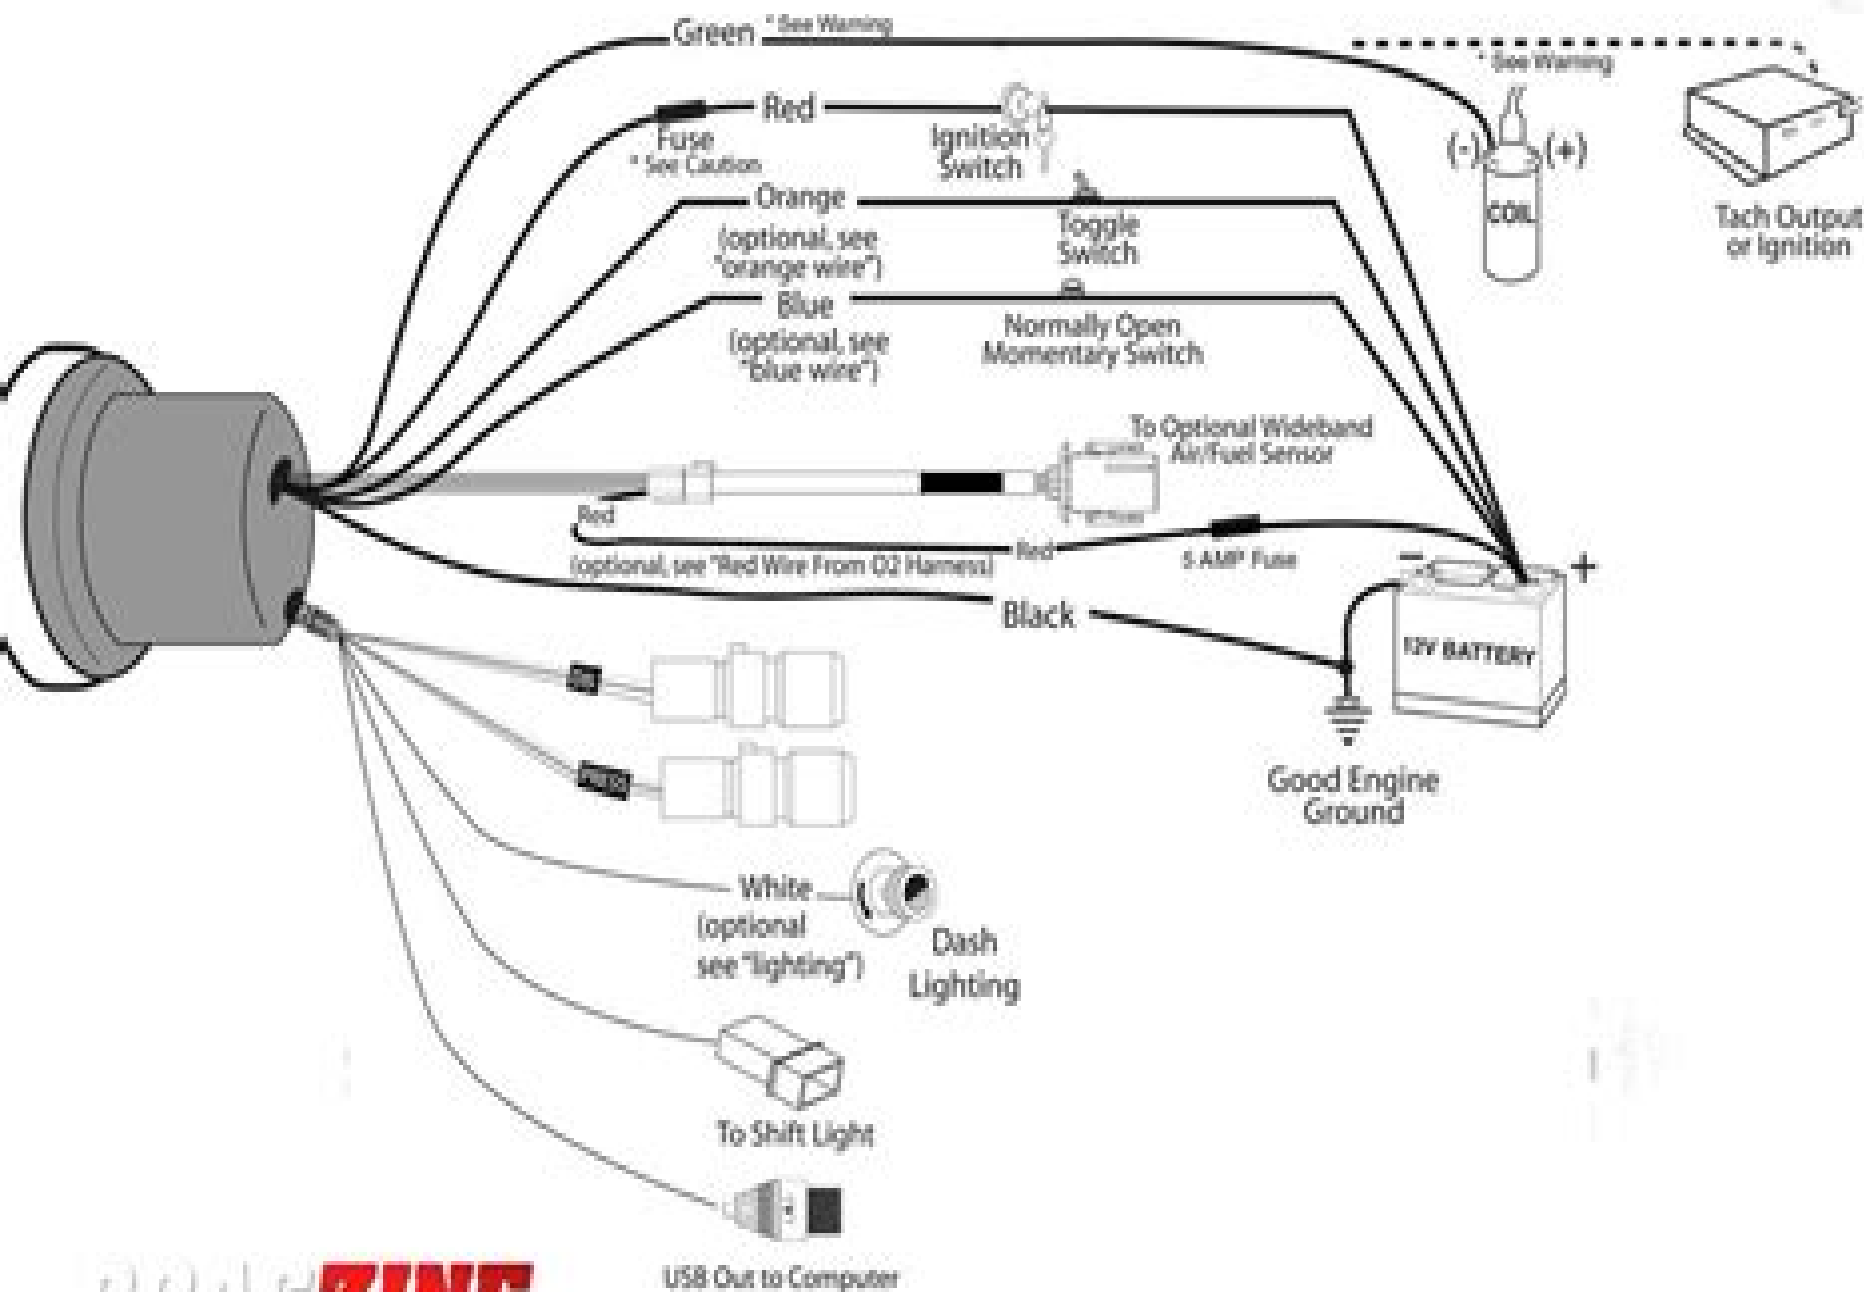 Green * See Warning
* See Warning
Red
Fuse
* See Caution
Ignition
Switch
(-) (+)
COIL
Tach Output
or Ignition
Orange
(optional, see
"orange wire")
Toggle
Switch
Blue
(optional, see
"blue wire")
Normally Open
Momentary Switch
To Optional Wideband
Air/Fuel Sensor
Red
Red
(optional, see "Red Wire From O2 Harness)
5 AMP Fuse
Black
− +
12V BATTERY
Good Engine
Ground
PRESS
White
(optional
see "lighting")
Dash
Lighting
To Shift Light
USB Out to Computer